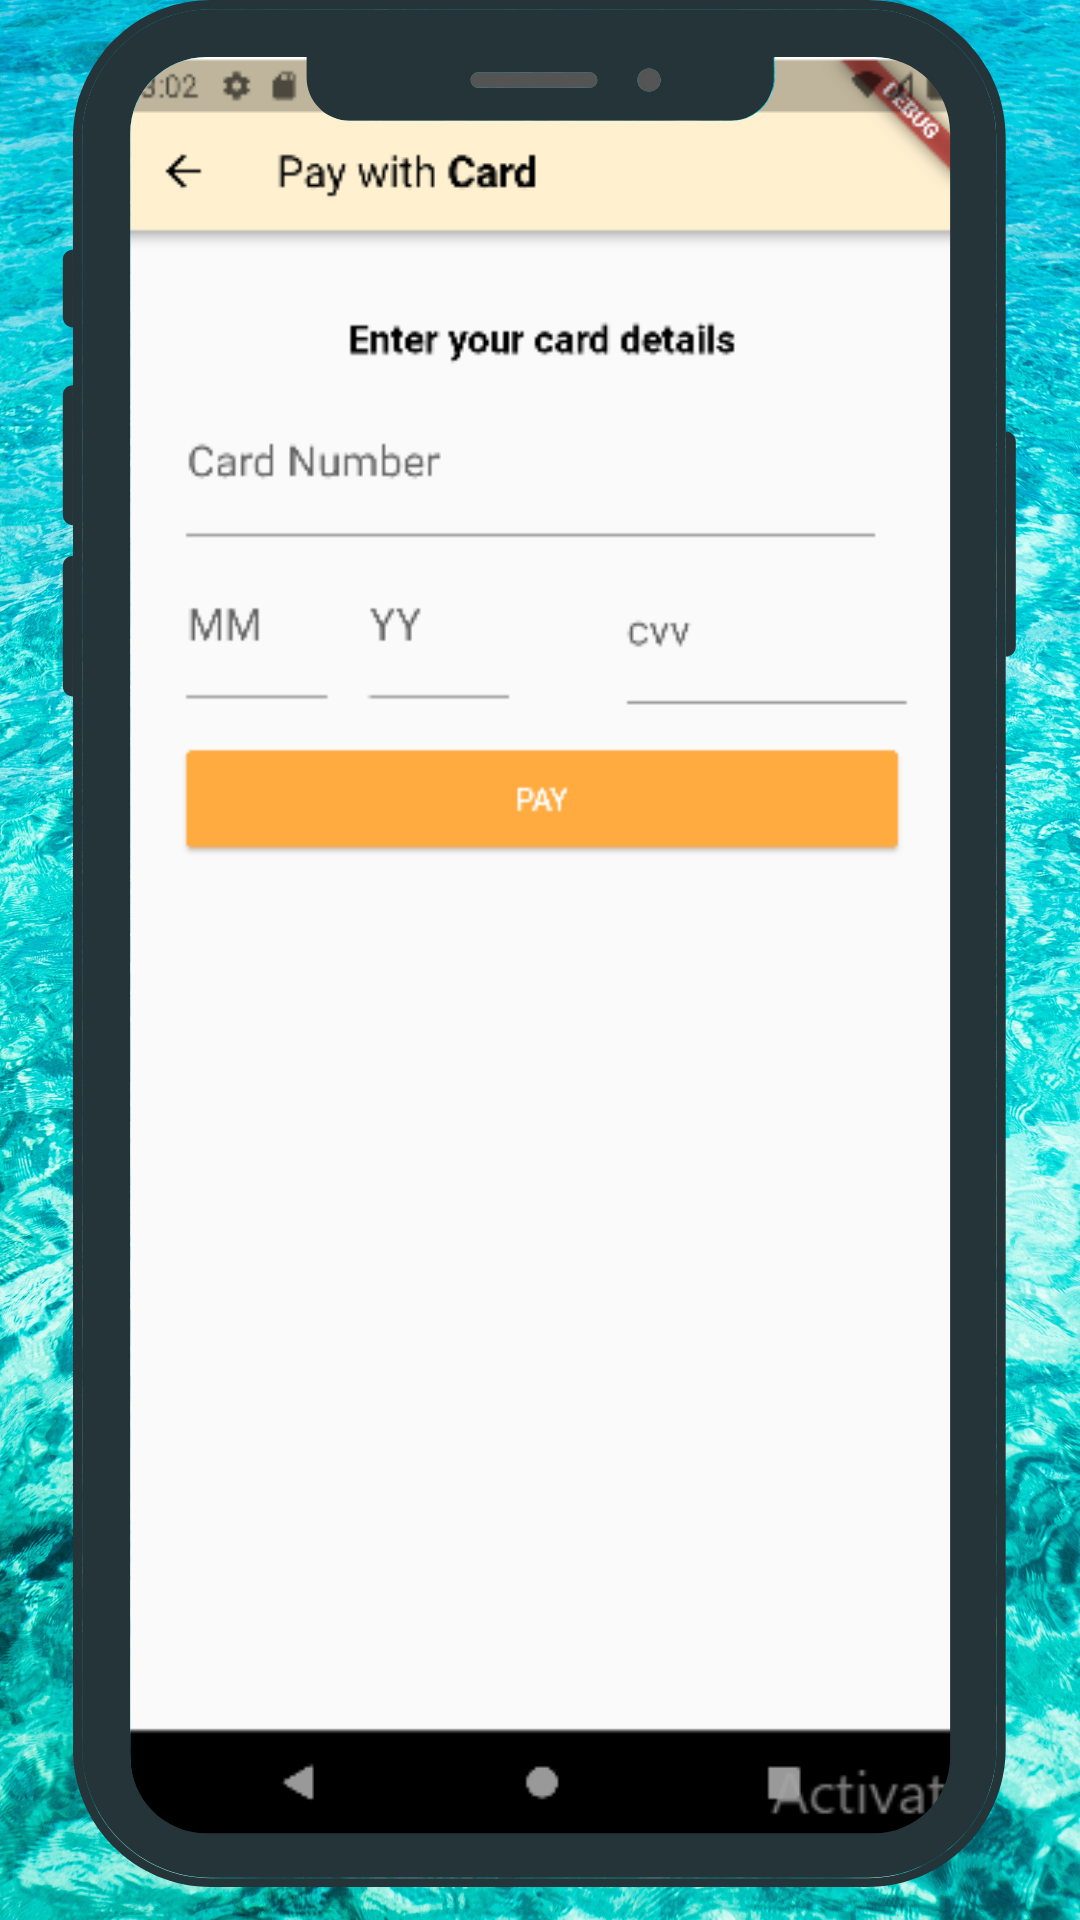 3:02
DEBUG
Pay with Card
Enter your card details
Card Number
MM YY cvv
PAY
Activat